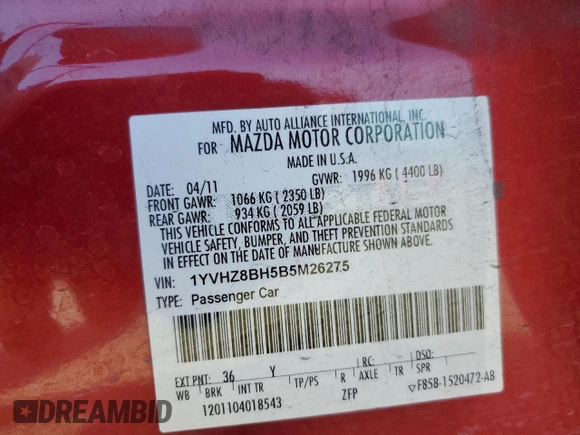 MFD. BY AUTO ALLIANCE INTERNATIONAL, INC.
FOR MAZDA MOTOR CORPORATION
MADE IN U.S.A.
DATE: 04/11 GVWR: 1996 KG ( 4400 LB)
FRONT GAWR: 1066 KG ( 2350 LB)
REAR GAWR: 934 KG ( 2059 LB)
THIS VEHICLE CONFORMS TO ALL APPLICABLE FEDERAL MOTOR
VEHICLE SAFETY, BUMPER, AND THEFT PREVENTION STANDARDS
IN EFFECT ON THE DATE OF MANUFACTURE SHOWN ABOVE.
VIN: 1YVHZ8BH5B5M26275
TYPE: Passenger Car
EXT PNT: 36 Y RC: DSO:
WB BRK INT TR TP/PS R AXLE TR SPR
1201104018543 ZFP ▽F85B-1520472-AB
DREAMBID